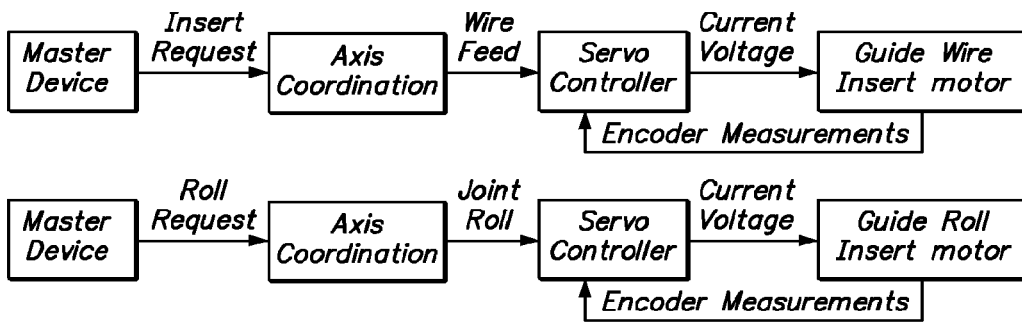 Master
Device
Insert
Request
Axis
Coordination
Wire
Feed
Servo
Controller
Current
Voltage
Guide Wire
Insert motor
Encoder Measurements
Master
Device
Roll
Request
Axis
Coordination
Joint
Roll
Servo
Controller
Current
Voltage
Guide Roll
Insert motor
Encoder Measurements